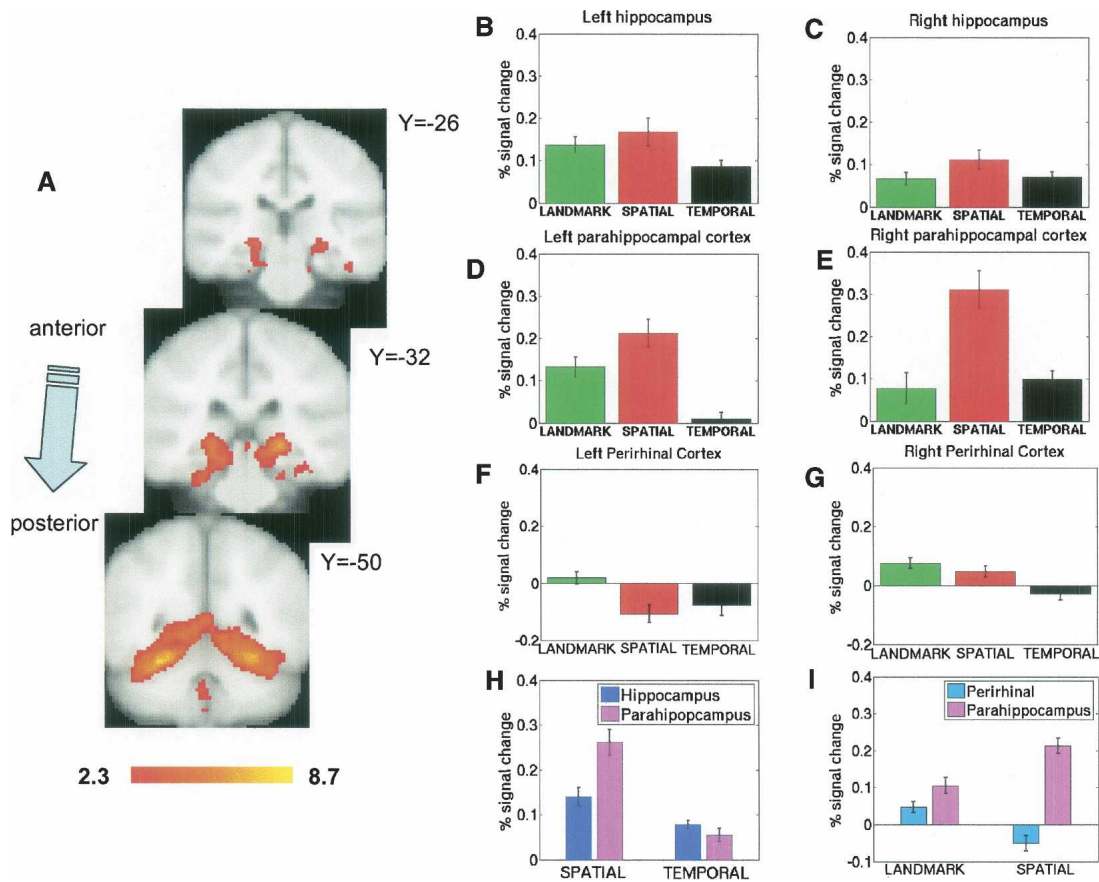 A
Y=-26
anterior
Y=-32
posterior
Y=-50
2.3
8.7
B
Left hippocampus
% signal change
0.4
0.3
0.2
0.1
0
LANDMARK SPATIAL TEMPORAL
C
Right hippocampus
% signal change
0.4
0.3
0.2
0.1
0
LANDMARK SPATIAL TEMPORAL
D
Left parahippocampal cortex
% signal change
0.4
0.3
0.2
0.1
0
LANDMARK SPATIAL TEMPORAL
E
Right parahippocampal cortex
% signal change
0.4
0.3
0.2
0.1
0
LANDMARK SPATIAL TEMPORAL
F
Left Perirhinal Cortex
% signal change
0.4
0.2
0
-0.2
LANDMARK SPATIAL TEMPORAL
G
Right Perirhinal Cortex
% signal change
0.4
0.2
0
-0.2
LANDMARK SPATIAL TEMPORAL
H
Hippocampus
Parahipopcampus
% signal change
0.4
0.3
0.2
0.1
0
SPATIAL TEMPORAL
I
Perirhinal
Parahippocampus
% signal change
0.4
0.3
0.2
0.1
0
-0.1
LANDMARK SPATIAL